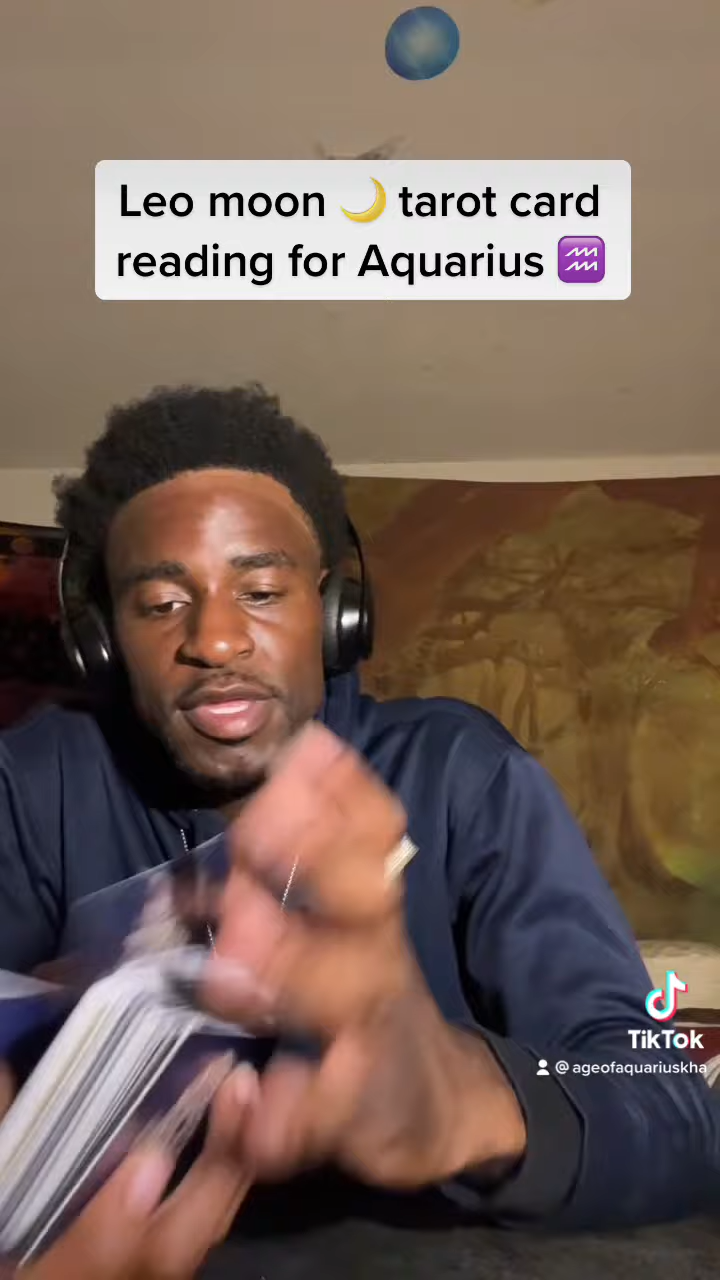 Leo moon 🌙 tarot card
reading for Aquarius ♒
TikTok
@ageofaquariuskha